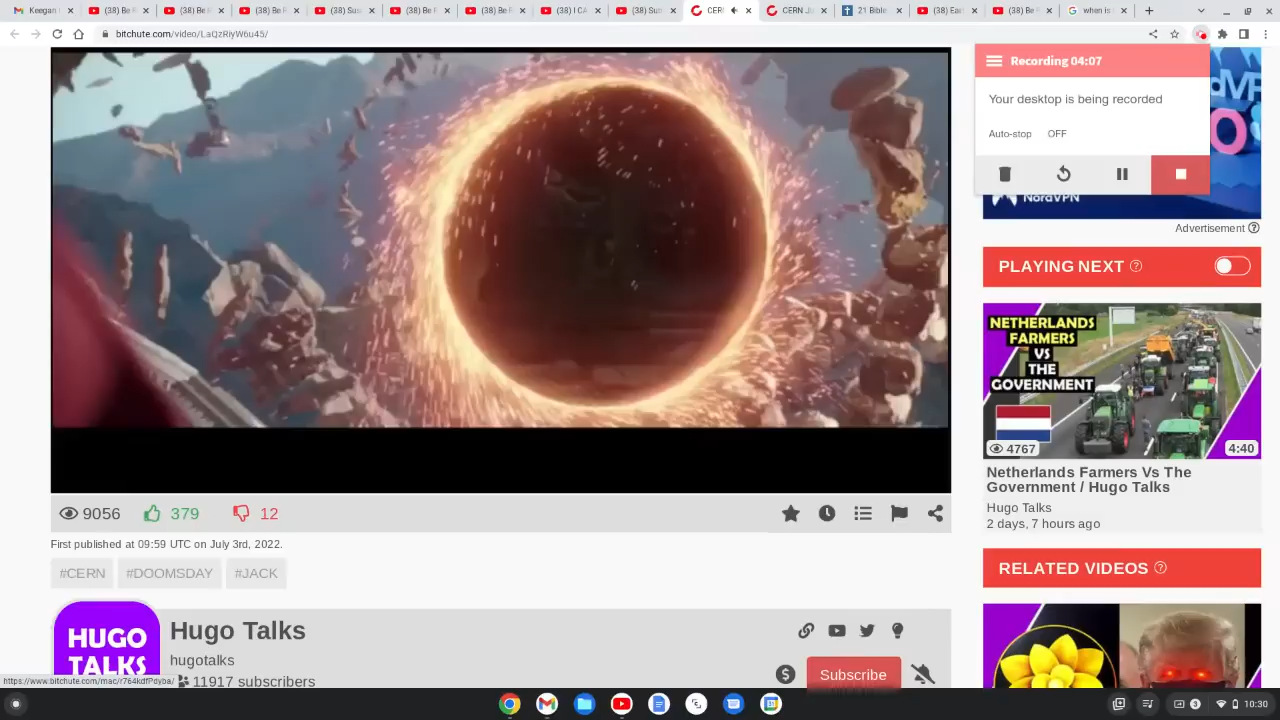 Keegan
(38) Be R
(38) Be R
(38) Be R
(38) Sue
(38) Be R
(38) Be R
(38) I CA
(38) Sun
CERN
CERN J
21 Bible
(38) Eas
(38) Be R
when is
bitchute.com/video/LaQzRiyW6u45/
Recording 04:07
Your desktop is being recorded
Auto-stop OFF
NordVPN
Advertisement
PLAYING NEXT
NETHERLANDS
FARMERS
VS
THE
GOVERNMENT
4767
4:40
Netherlands Farmers Vs The
Government / Hugo Talks
Hugo Talks
2 days, 7 hours ago
9056 379 12
First published at 09:59 UTC on July 3rd, 2022.
#CERN #DOOMSDAY #JACK
RELATED VIDEOS
HUGO
TALKS
Hugo Talks
hugotalks
11917 subscribers
Subscribe
https://www.bitchute.com/mac/r764kdfPdyba/
3
10:30